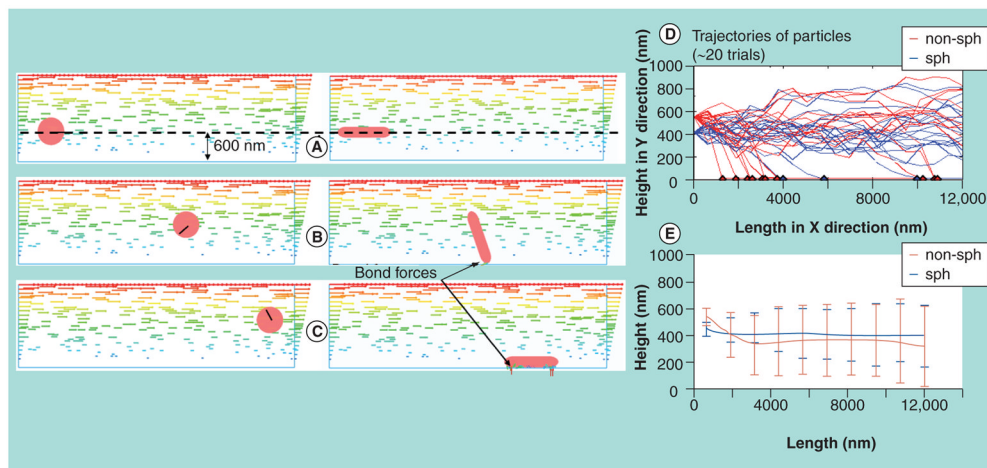 600 nm
A
B
Bond forces
C
D
Trajectories of particles
(~20 trials)
non-sph
sph
Height in Y direction (nm)
1000
800
600
400
200
0
0
4000
8000
12,000
Length in X direction (nm)
E
non-sph
sph
Height (nm)
1000
800
600
400
200
0
0
4000
8000
12,000
Length (nm)